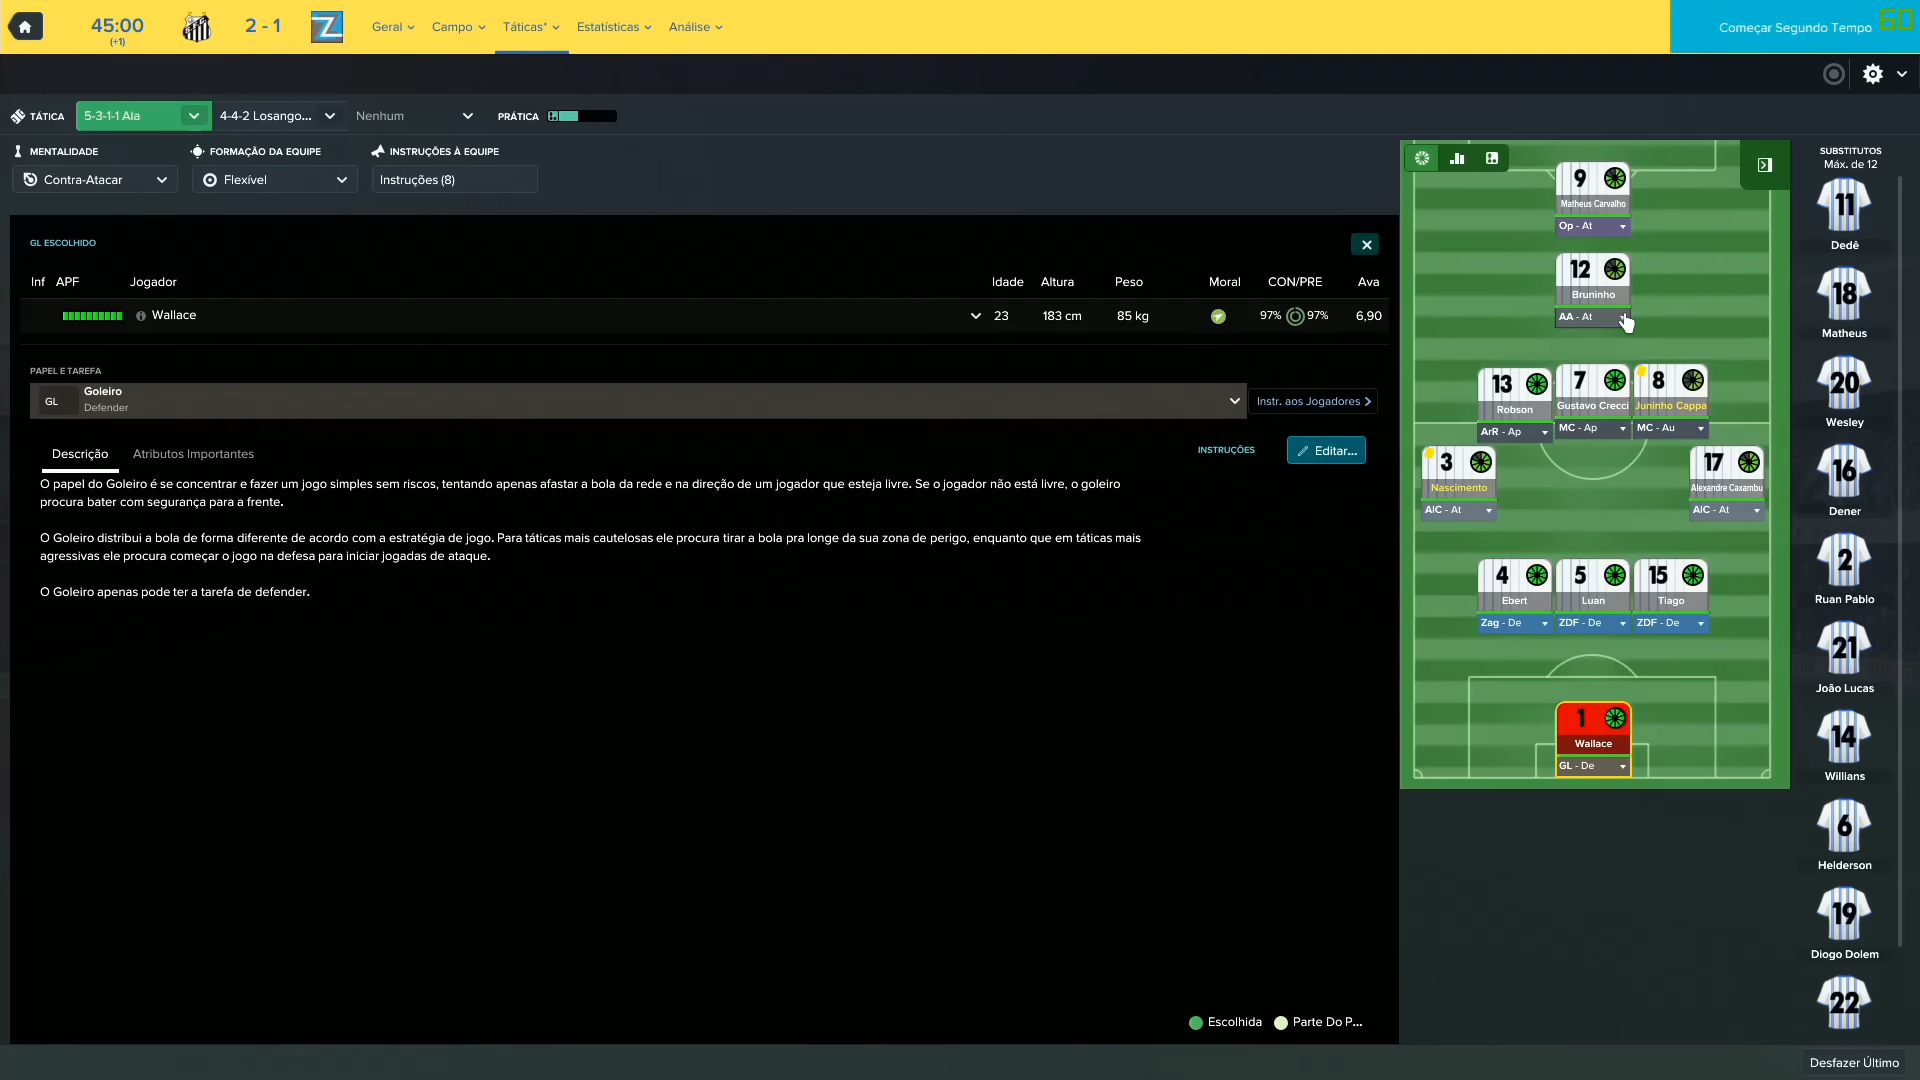 45:00
(+1)
2 - 1
Geral
Campo
Táticas*
Estatísticas
Análise
Começar Segundo Tempo
60
TÁTICA
5-3-1-1 Ala
4-4-2 Losango...
Nenhum
PRÁTICA
MENTALIDADE
FORMAÇÃO DA EQUIPE
INSTRUÇÕES À EQUIPE
Contra-Atacar
Flexível
Instruções (8)
GL ESCOLHIDO
Inf APF Jogador Idade Altura Peso Moral CON/PRE Ava
Wallace 23 183 cm 85 kg 97% 97% 6,90
PAPEL E TAREFA
GL
Goleiro
Defender
Instr. aos Jogadores
Descrição
Atributos Importantes
INSTRUÇÕES
Editar...
O papel do Goleiro é se concentrar e fazer um jogo simples sem riscos, tentando apenas afastar a bola da rede e na direção de um jogador que esteja livre. Se o jogador não está livre, o goleiro
procura bater com segurança para a frente.
O Goleiro distribui a bola de forma diferente de acordo com a estratégia de jogo. Para táticas mais cautelosas ele procura tirar a bola pra longe da sua zona de perigo, enquanto que em táticas mais
agressivas ele procura começar o jogo na defesa para iniciar jogadas de ataque.
O Goleiro apenas pode ter a tarefa de defender.
Escolhida
Parte Do P...
9
Matheus Carvalho
Op - At
12
Bruninho
AA - At
13
Robson
ArR - Ap
7
Gustavo Crecci
MC - Ap
8
Juninho Cappa
MC - Au
3
Nascimento
AlC - At
17
Alexandre Caxambu
AlC - At
4
Ebert
Zag - De
5
Luan
ZDF - De
15
Tiago
ZDF - De
1
Wallace
GL - De
SUBSTITUTOS
Máx. de 12
11
Dedê
18
Matheus
20
Wesley
16
Dener
2
Ruan Pablo
21
João Lucas
14
Willians
6
Helderson
19
Diogo Dolem
22
Desfazer Último